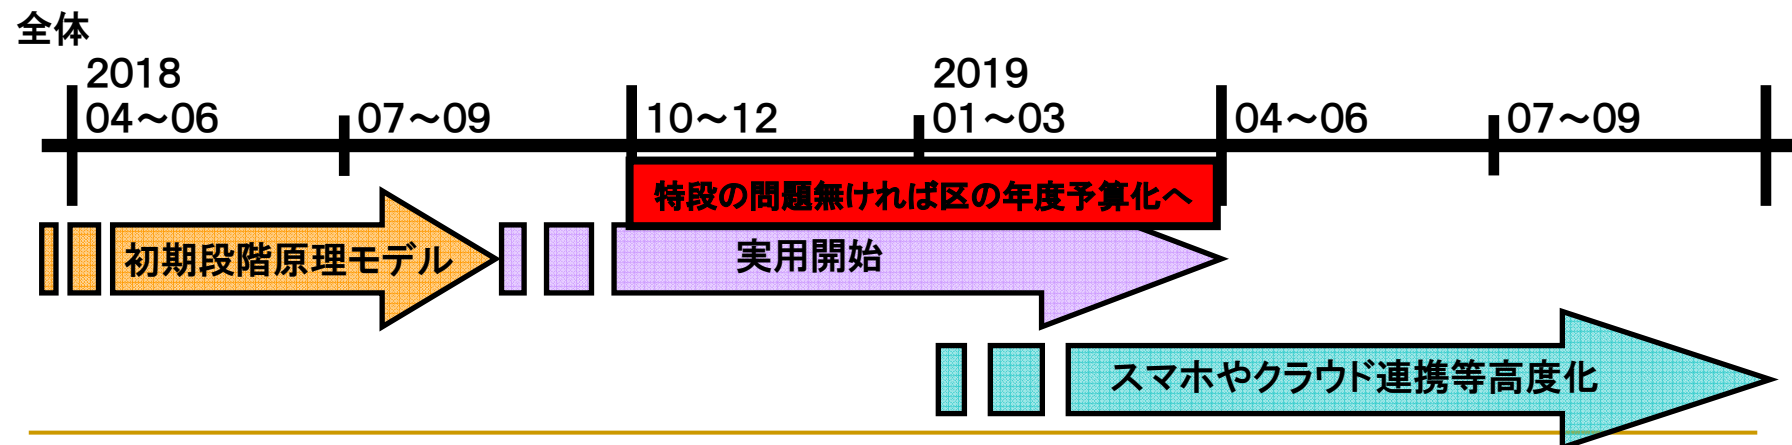 全体
2018
04～06
07～09
10～12
2019
01～03
04～06
07～09
特段の問題無ければ区の年度予算化へ
初期段階原理モデル
実用開始
スマホやクラウド連携等高度化